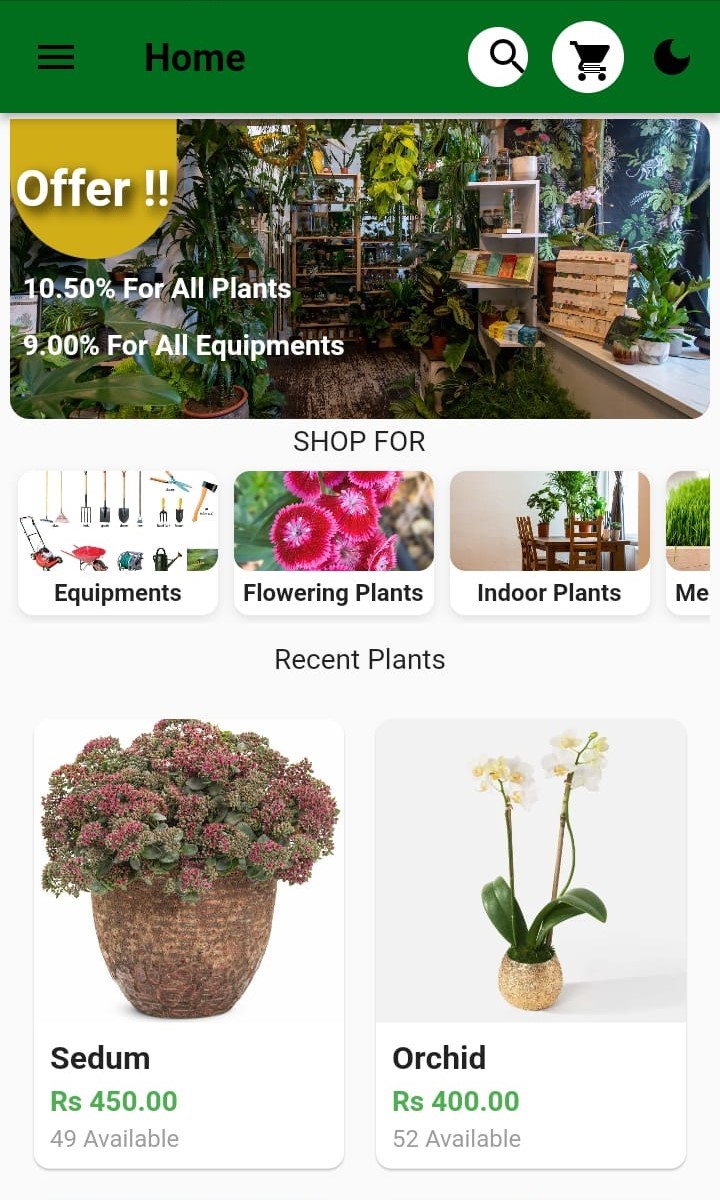 Home
Offer !!
10.50% For All Plants
9.00% For All Equipments
SHOP FOR
Equipments
Flowering Plants
Indoor Plants
Me
Recent Plants
Sedum
Rs 450.00
49 Available
Orchid
Rs 400.00
52 Available